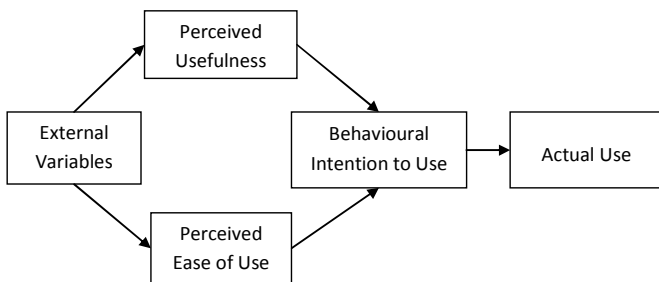 Perceived
Usefulness
External
Variables
Behavioural
Intention to Use
Actual Use
Perceived
Ease of Use